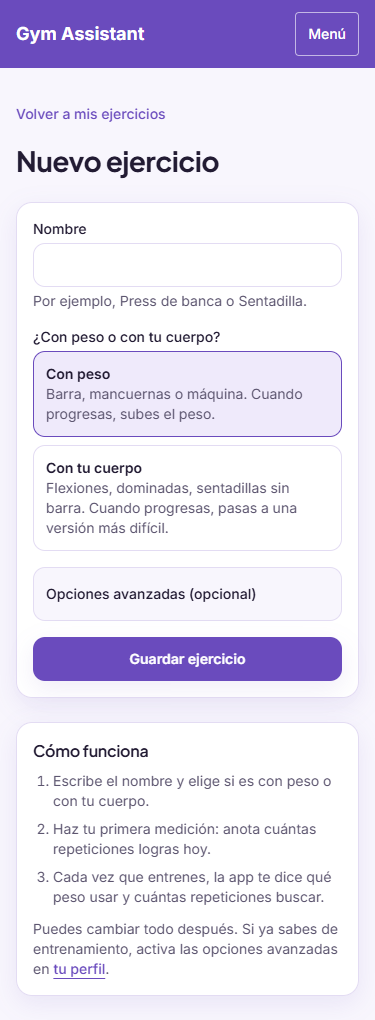 Gym Assistant
Menú
Volver a mis ejercicios
Nuevo ejercicio
Nombre
Por ejemplo, Press de banca o Sentadilla.
¿Con peso o con tu cuerpo?
Con peso
Barra, mancuernas o máquina. Cuando
progresas, subes el peso.
Con tu cuerpo
Flexiones, dominadas, sentadillas sin
barra. Cuando progresas, pasas a una
versión más difícil.
Opciones avanzadas (opcional)
Guardar ejercicio
Cómo funciona
1. Escribe el nombre y elige si es con peso o
con tu cuerpo.
2. Haz tu primera medición: anota cuántas
repeticiones logras hoy.
3. Cada vez que entrenes, la app te dice qué
peso usar y cuántas repeticiones buscar.
Puedes cambiar todo después. Si ya sabes de
entrenamiento, activa las opciones avanzadas
en tu perfil.